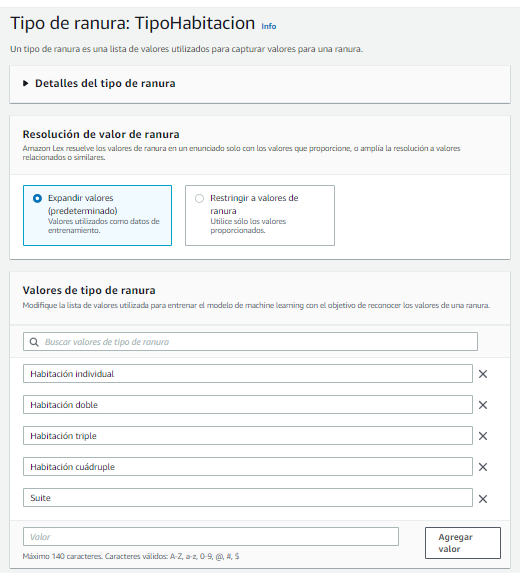 Tipo de ranura: TipoHabitacion Info
Un tipo de ranura es una lista de valores utilizados para capturar valores para una ranura.
Detalles del tipo de ranura
Resolución de valor de ranura
Amazon Lex resuelve los valores de ranura en un enunciado solo con los valores que proporcione, o amplía la resolución a valores
relacionados o similares.
Expandir valores
(predeterminado)
Valores utilizados como datos de
entrenamiento.
Restringir a valores de
ranura
Utilice sólo los valores
proporcionados.
Valores de tipo de ranura
Modifique la lista de valores utilizada para entrenar el modelo de machine learning con el objetivo de reconocer los valores de una ranura.
Buscar valores de tipo de ranura
Habitación individual
Habitación doble
Habitación triple
Habitación cuádruple
Suite
Valor
Agregar
valor
Máximo 140 caracteres. Caracteres válidos: A-Z, a-z, 0-9, @, #, $